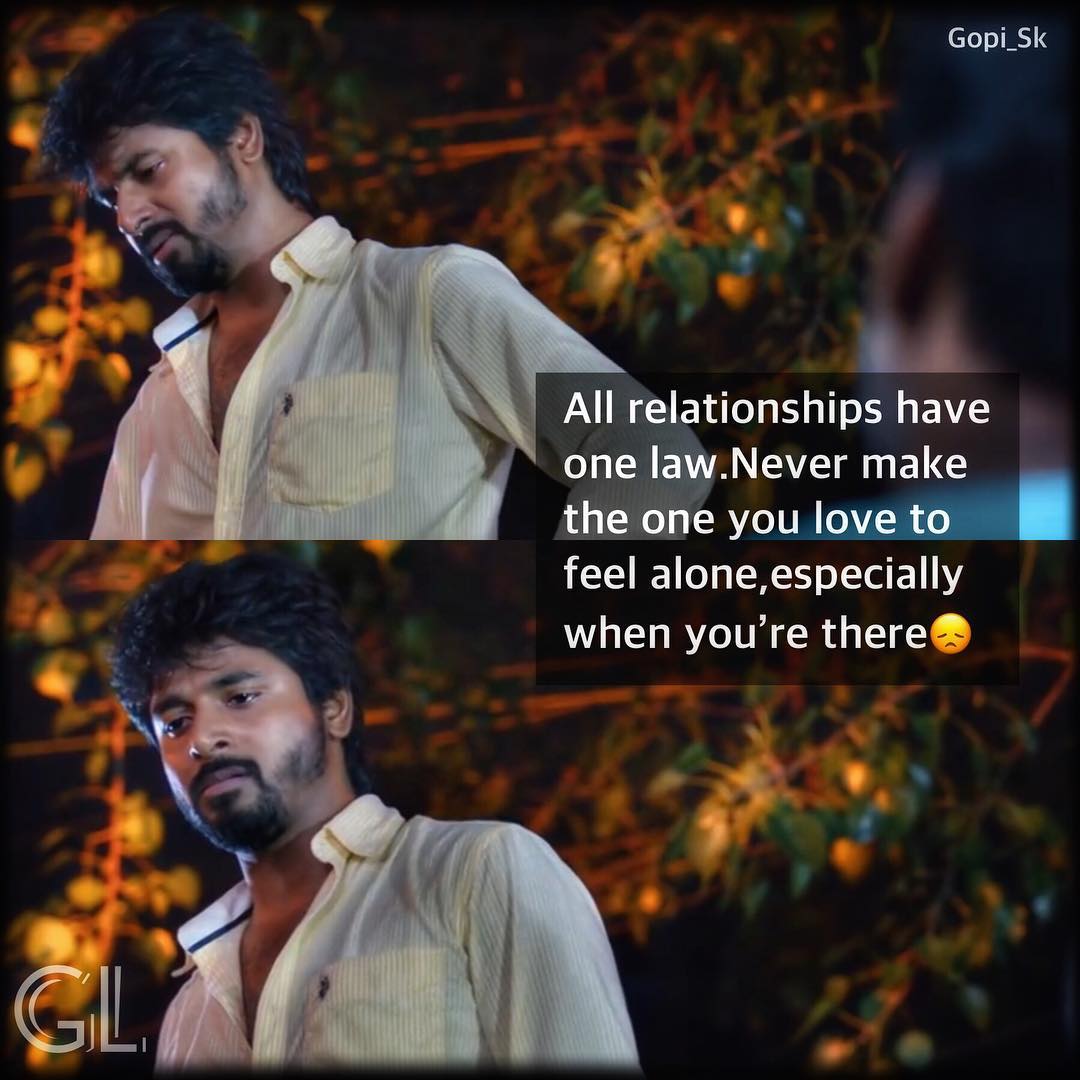 Gopi_Sk
All relationships have
one law.Never make
the one you love to
feel alone,especially
when you’re there😞
GL